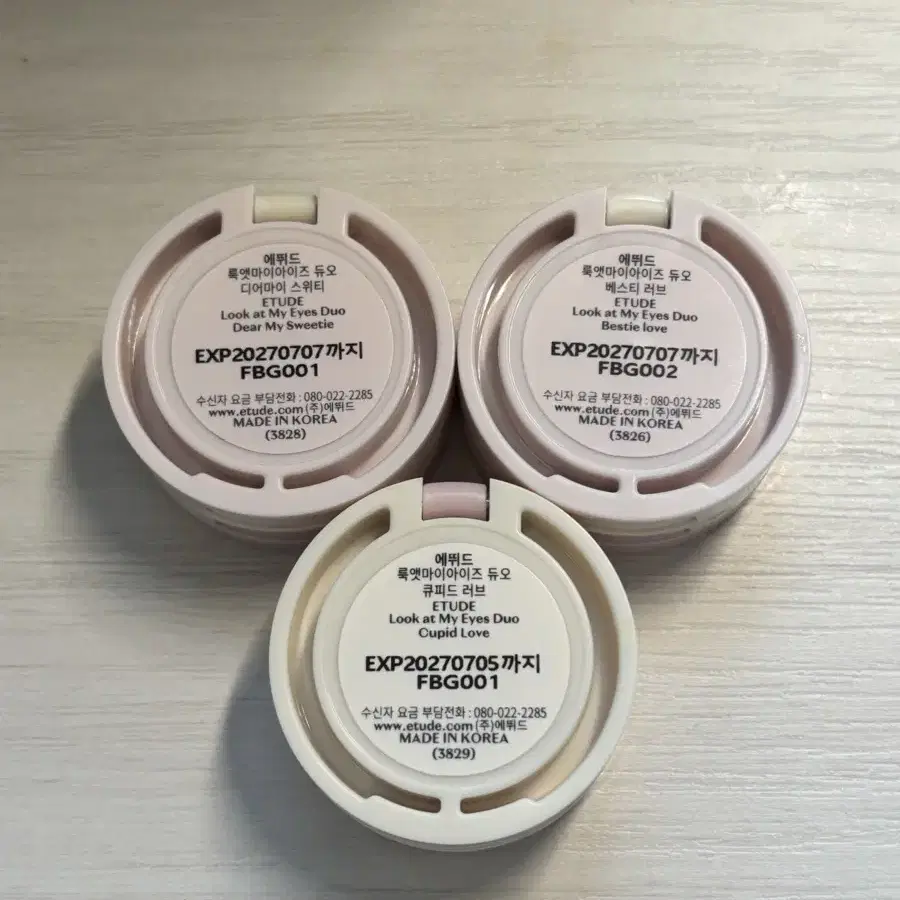 에뛰드
룩앳마이아이즈 듀오
디어마이 스위티
ETUDE
Look at My Eyes Duo
Dear My Sweetie
EXP20270707까지
FBG001
수신자 요금 부담전화 : 080-022-2285
www.etude.com (주)에뛰드
MADE IN KOREA
(3828)
에뛰드
룩앳마이아이즈 듀오
베스티 러브
ETUDE
Look at My Eyes Duo
Bestie love
EXP20270707까지
FBG002
수신자 요금 부담전화 : 080-022-2285
www.etude.com (주)에뛰드
MADE IN KOREA
(3826)
에뛰드
룩앳마이아이즈 듀오
큐피드 러브
ETUDE
Look at My Eyes Duo
Cupid Love
EXP20270705까지
FBG001
수신자 요금 부담전화 : 080-022-2285
www.etude.com (주)에뛰드
MADE IN KOREA
(3829)